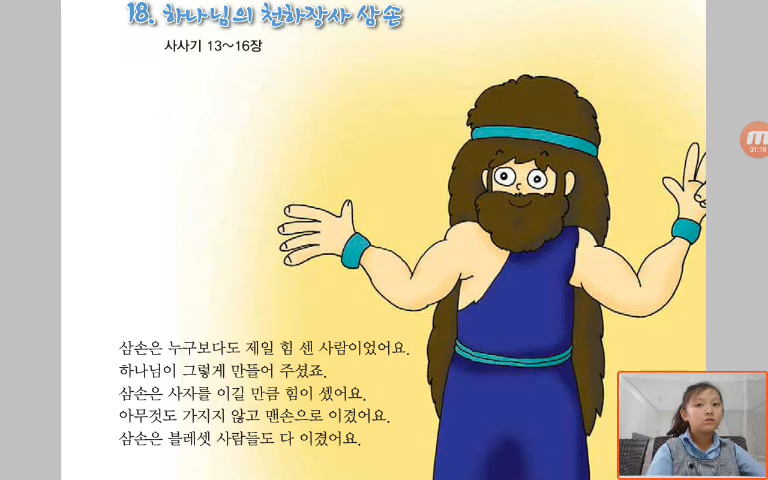 18. 하나님의 천하장사 삼손
사사기 13~16장
삼손은 누구보다도 제일 힘 센 사람이었어요.
하나님이 그렇게 만들어 주셨죠.
삼손은 사자를 이길 만큼 힘이 셌어요.
아무것도 가지지 않고 맨손으로 이겼어요.
삼손은 블레셋 사람들도 다 이겼어요.
01:19